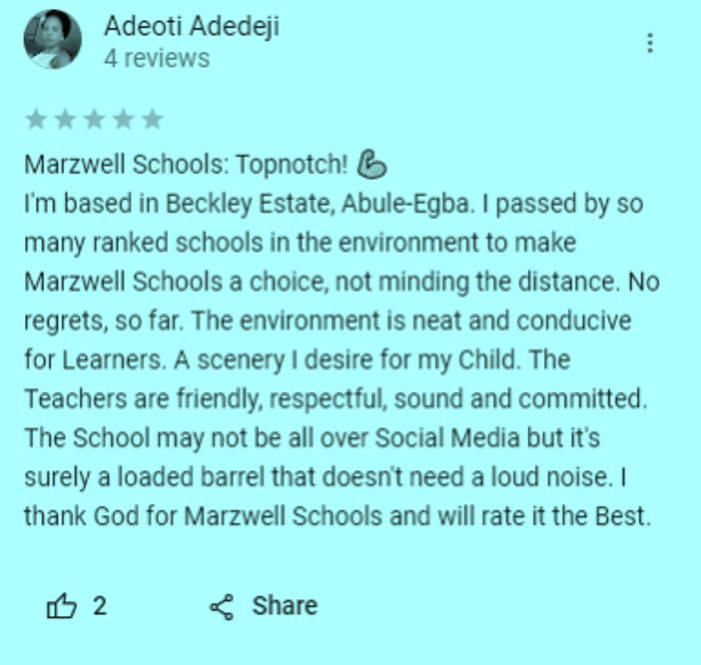 Adeoti Adedeji
4 reviews
Marzwell Schools: Topnotch! 💪
I'm based in Beckley Estate, Abule-Egba. I passed by so
many ranked schools in the environment to make
Marzwell Schools a choice, not minding the distance. No
regrets, so far. The environment is neat and conducive
for Learners. A scenery I desire for my Child. The
Teachers are friendly, respectful, sound and committed.
The School may not be all over Social Media but it's
surely a loaded barrel that doesn't need a loud noise. I
thank God for Marzwell Schools and will rate it the Best.
2
Share